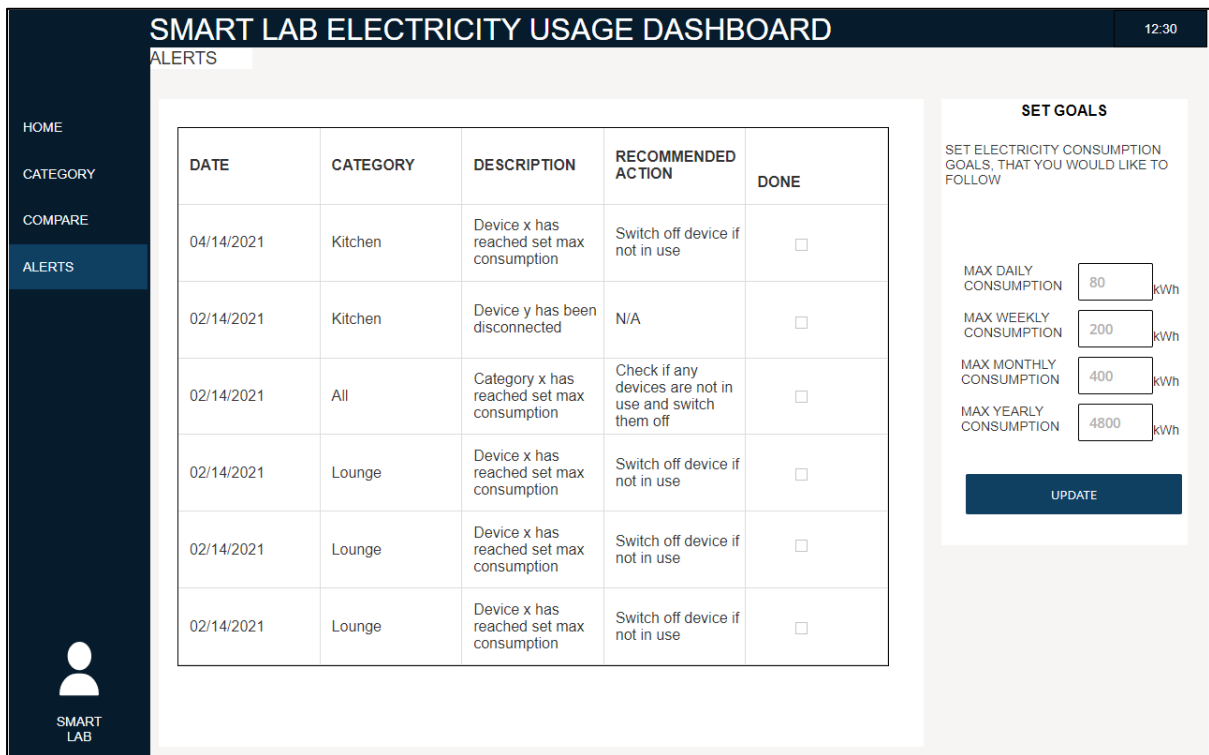 SMART LAB ELECTRICITY USAGE DASHBOARD
12:30
ALERTS
HOME
CATEGORY
COMPARE
ALERTS
SMART
LAB
DATE
CATEGORY
DESCRIPTION
RECOMMENDED
ACTION
DONE
04/14/2021
Kitchen
Device x has
reached set max
consumption
Switch off device if
not in use
02/14/2021
Kitchen
Device y has been
disconnected
N/A
02/14/2021
All
Category x has
reached set max
consumption
Check if any
devices are not in
use and switch
them off
02/14/2021
Lounge
Device x has
reached set max
consumption
Switch off device if
not in use
02/14/2021
Lounge
Device x has
reached set max
consumption
Switch off device if
not in use
02/14/2021
Lounge
Device x has
reached set max
consumption
Switch off device if
not in use
SET GOALS
SET ELECTRICITY CONSUMPTION
GOALS, THAT YOU WOULD LIKE TO
FOLLOW
MAX DAILY
CONSUMPTION
80
kWh
MAX WEEKLY
CONSUMPTION
200
kWh
MAX MONTHLY
CONSUMPTION
400
kWh
MAX YEARLY
CONSUMPTION
4800
kWh
UPDATE